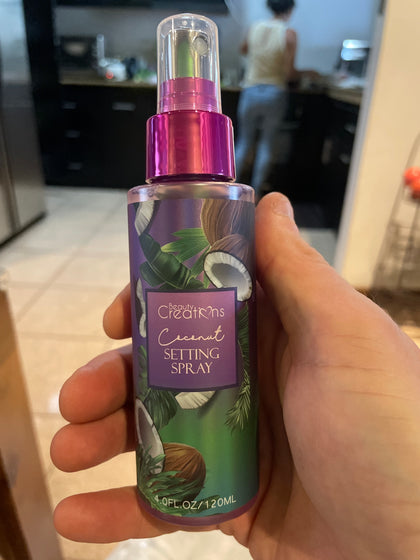 Beauty
Creations
Coconut
SETTING
SPRAY
4.0FL.OZ/120ML